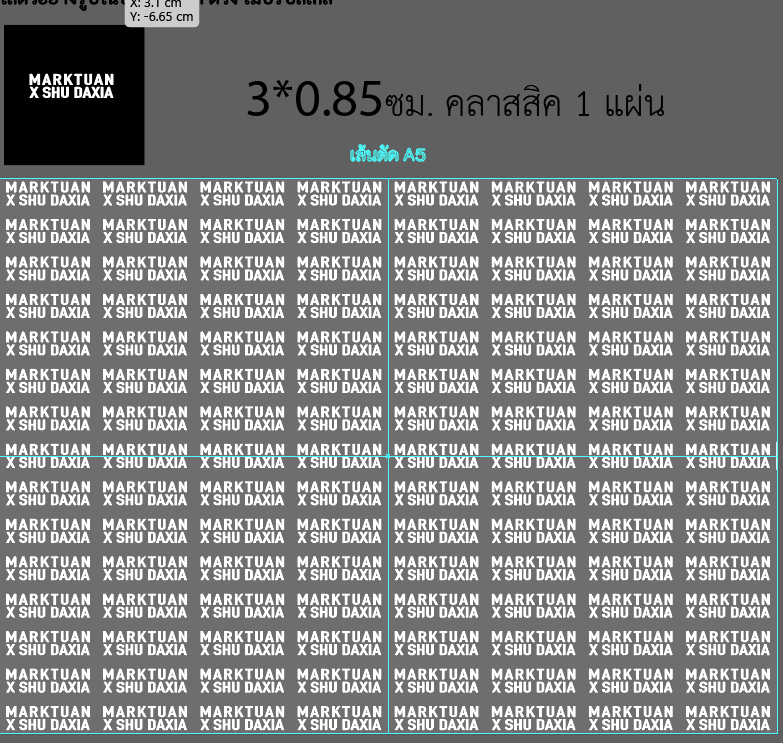 X: 3.1 cm
Y: -6.65 cm
MARKTUAN
X SHU DAXIA
3*0.85ซม. คลาสสิค 1 แผ่น
เส้นตัด A5
MARKTUAN MARKTUAN MARKTUAN MARKTUAN MARKTUAN MARKTUAN MARKTUAN MARKTUAN
X SHU DAXIA X SHU DAXIA X SHU DAXIA X SHU DAXIA X SHU DAXIA X SHU DAXIA X SHU DAXIA X SHU DAXIA
MARKTUAN MARKTUAN MARKTUAN MARKTUAN MARKTUAN MARKTUAN MARKTUAN MARKTUAN
X SHU DAXIA X SHU DAXIA X SHU DAXIA X SHU DAXIA X SHU DAXIA X SHU DAXIA X SHU DAXIA X SHU DAXIA
MARKTUAN MARKTUAN MARKTUAN MARKTUAN MARKTUAN MARKTUAN MARKTUAN MARKTUAN
X SHU DAXIA X SHU DAXIA X SHU DAXIA X SHU DAXIA X SHU DAXIA X SHU DAXIA X SHU DAXIA X SHU DAXIA
MARKTUAN MARKTUAN MARKTUAN MARKTUAN MARKTUAN MARKTUAN MARKTUAN MARKTUAN
X SHU DAXIA X SHU DAXIA X SHU DAXIA X SHU DAXIA X SHU DAXIA X SHU DAXIA X SHU DAXIA X SHU DAXIA
MARKTUAN MARKTUAN MARKTUAN MARKTUAN MARKTUAN MARKTUAN MARKTUAN MARKTUAN
X SHU DAXIA X SHU DAXIA X SHU DAXIA X SHU DAXIA X SHU DAXIA X SHU DAXIA X SHU DAXIA X SHU DAXIA
MARKTUAN MARKTUAN MARKTUAN MARKTUAN MARKTUAN MARKTUAN MARKTUAN MARKTUAN
X SHU DAXIA X SHU DAXIA X SHU DAXIA X SHU DAXIA X SHU DAXIA X SHU DAXIA X SHU DAXIA X SHU DAXIA
MARKTUAN MARKTUAN MARKTUAN MARKTUAN MARKTUAN MARKTUAN MARKTUAN MARKTUAN
X SHU DAXIA X SHU DAXIA X SHU DAXIA X SHU DAXIA X SHU DAXIA X SHU DAXIA X SHU DAXIA X SHU DAXIA
MARKTUAN MARKTUAN MARKTUAN MARKTUAN MARKTUAN MARKTUAN MARKTUAN MARKTUAN
X SHU DAXIA X SHU DAXIA X SHU DAXIA X SHU DAXIA X SHU DAXIA X SHU DAXIA X SHU DAXIA X SHU DAXIA
MARKTUAN MARKTUAN MARKTUAN MARKTUAN MARKTUAN MARKTUAN MARKTUAN MARKTUAN
X SHU DAXIA X SHU DAXIA X SHU DAXIA X SHU DAXIA X SHU DAXIA X SHU DAXIA X SHU DAXIA X SHU DAXIA
MARKTUAN MARKTUAN MARKTUAN MARKTUAN MARKTUAN MARKTUAN MARKTUAN MARKTUAN
X SHU DAXIA X SHU DAXIA X SHU DAXIA X SHU DAXIA X SHU DAXIA X SHU DAXIA X SHU DAXIA X SHU DAXIA
MARKTUAN MARKTUAN MARKTUAN MARKTUAN MARKTUAN MARKTUAN MARKTUAN MARKTUAN
X SHU DAXIA X SHU DAXIA X SHU DAXIA X SHU DAXIA X SHU DAXIA X SHU DAXIA X SHU DAXIA X SHU DAXIA
MARKTUAN MARKTUAN MARKTUAN MARKTUAN MARKTUAN MARKTUAN MARKTUAN MARKTUAN
X SHU DAXIA X SHU DAXIA X SHU DAXIA X SHU DAXIA X SHU DAXIA X SHU DAXIA X SHU DAXIA X SHU DAXIA
MARKTUAN MARKTUAN MARKTUAN MARKTUAN MARKTUAN MARKTUAN MARKTUAN MARKTUAN
X SHU DAXIA X SHU DAXIA X SHU DAXIA X SHU DAXIA X SHU DAXIA X SHU DAXIA X SHU DAXIA X SHU DAXIA
MARKTUAN MARKTUAN MARKTUAN MARKTUAN MARKTUAN MARKTUAN MARKTUAN MARKTUAN
X SHU DAXIA X SHU DAXIA X SHU DAXIA X SHU DAXIA X SHU DAXIA X SHU DAXIA X SHU DAXIA X SHU DAXIA
MARKTUAN MARKTUAN MARKTUAN MARKTUAN MARKTUAN MARKTUAN MARKTUAN MARKTUAN
X SHU DAXIA X SHU DAXIA X SHU DAXIA X SHU DAXIA X SHU DAXIA X SHU DAXIA X SHU DAXIA X SHU DAXIA